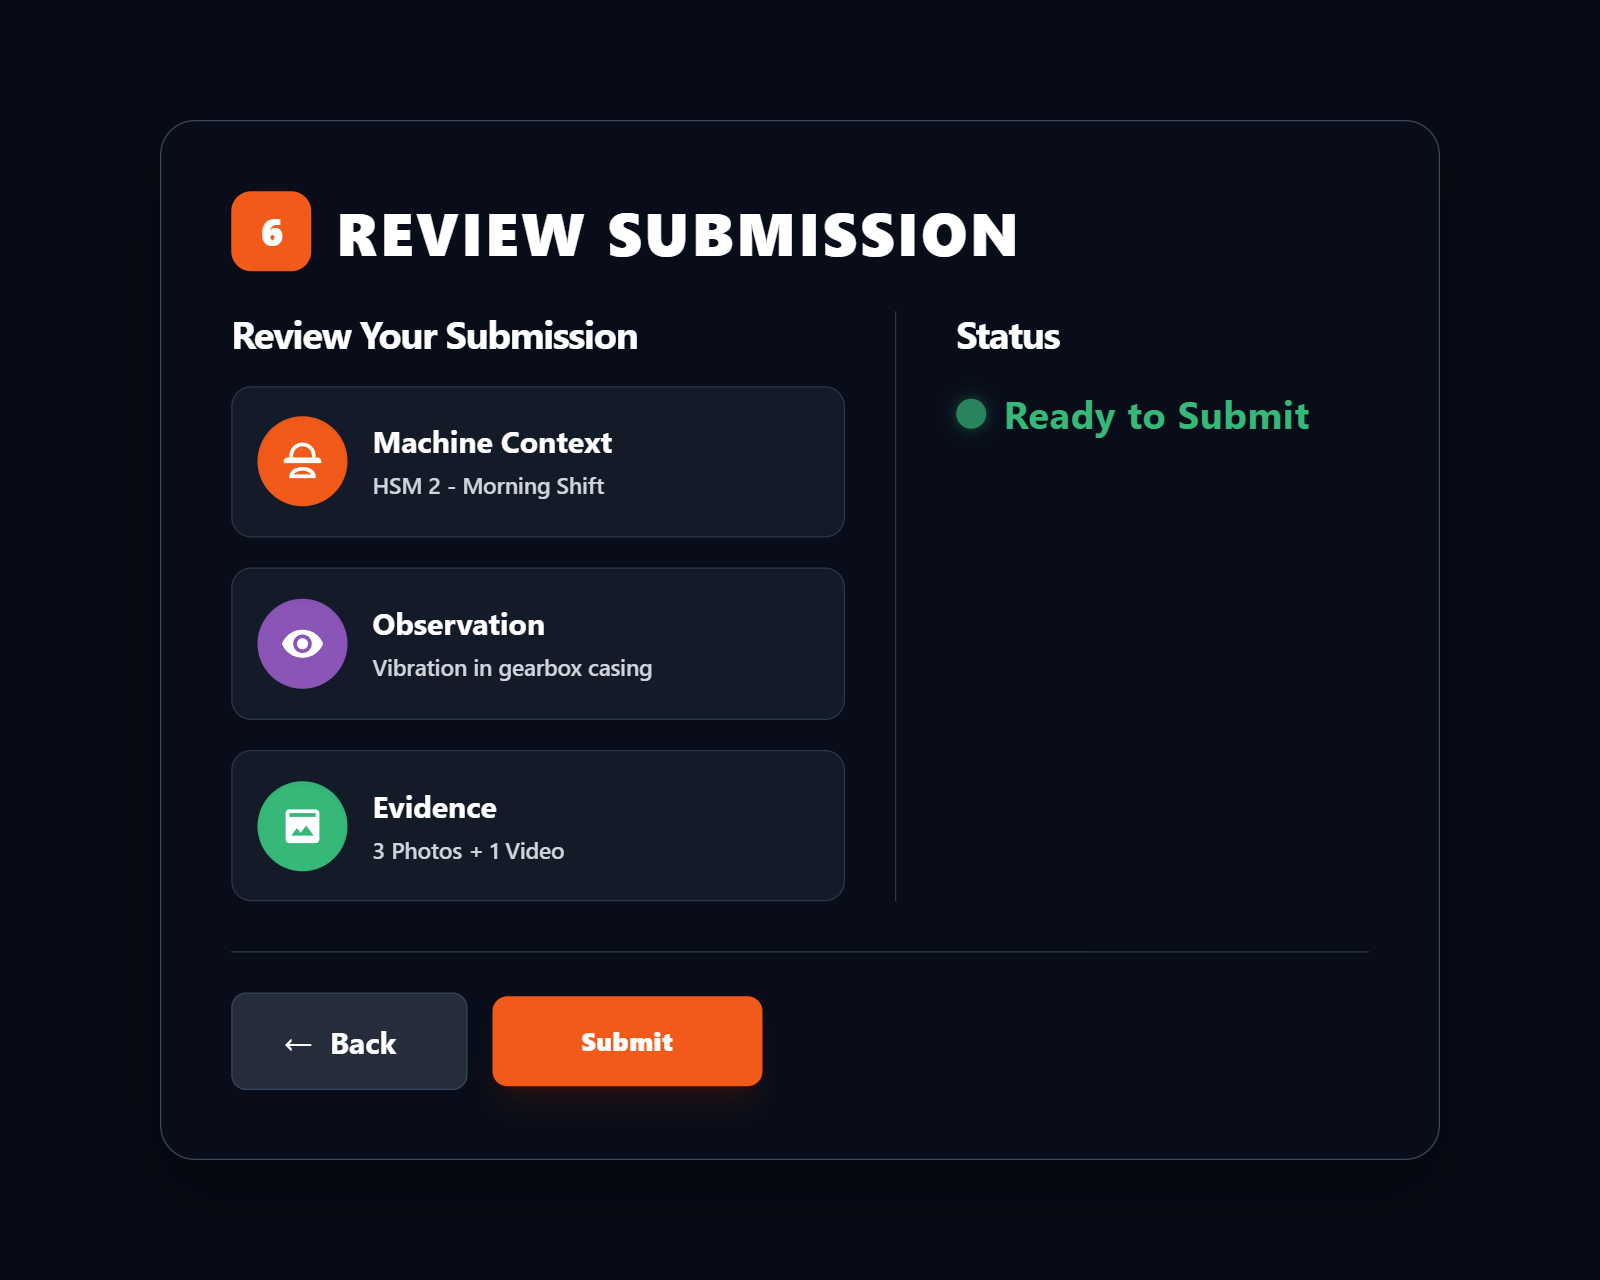 6
REVIEW SUBMISSION
Review Your Submission
Machine Context
HSM 2 - Morning Shift
Observation
Vibration in gearbox casing
Evidence
3 Photos + 1 Video
Status
Ready to Submit
← Back
Submit